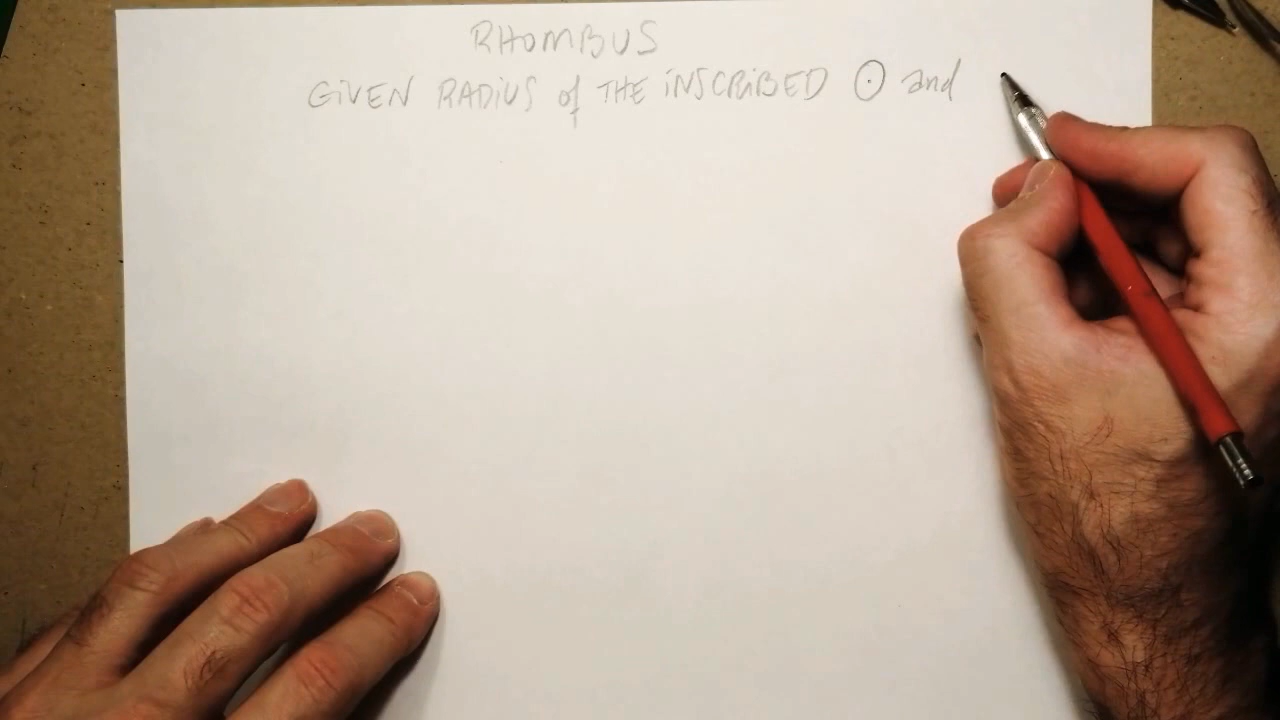 RHOMBUS
GiVEN RADiUS of THE iNSCRiBED ⊙ and